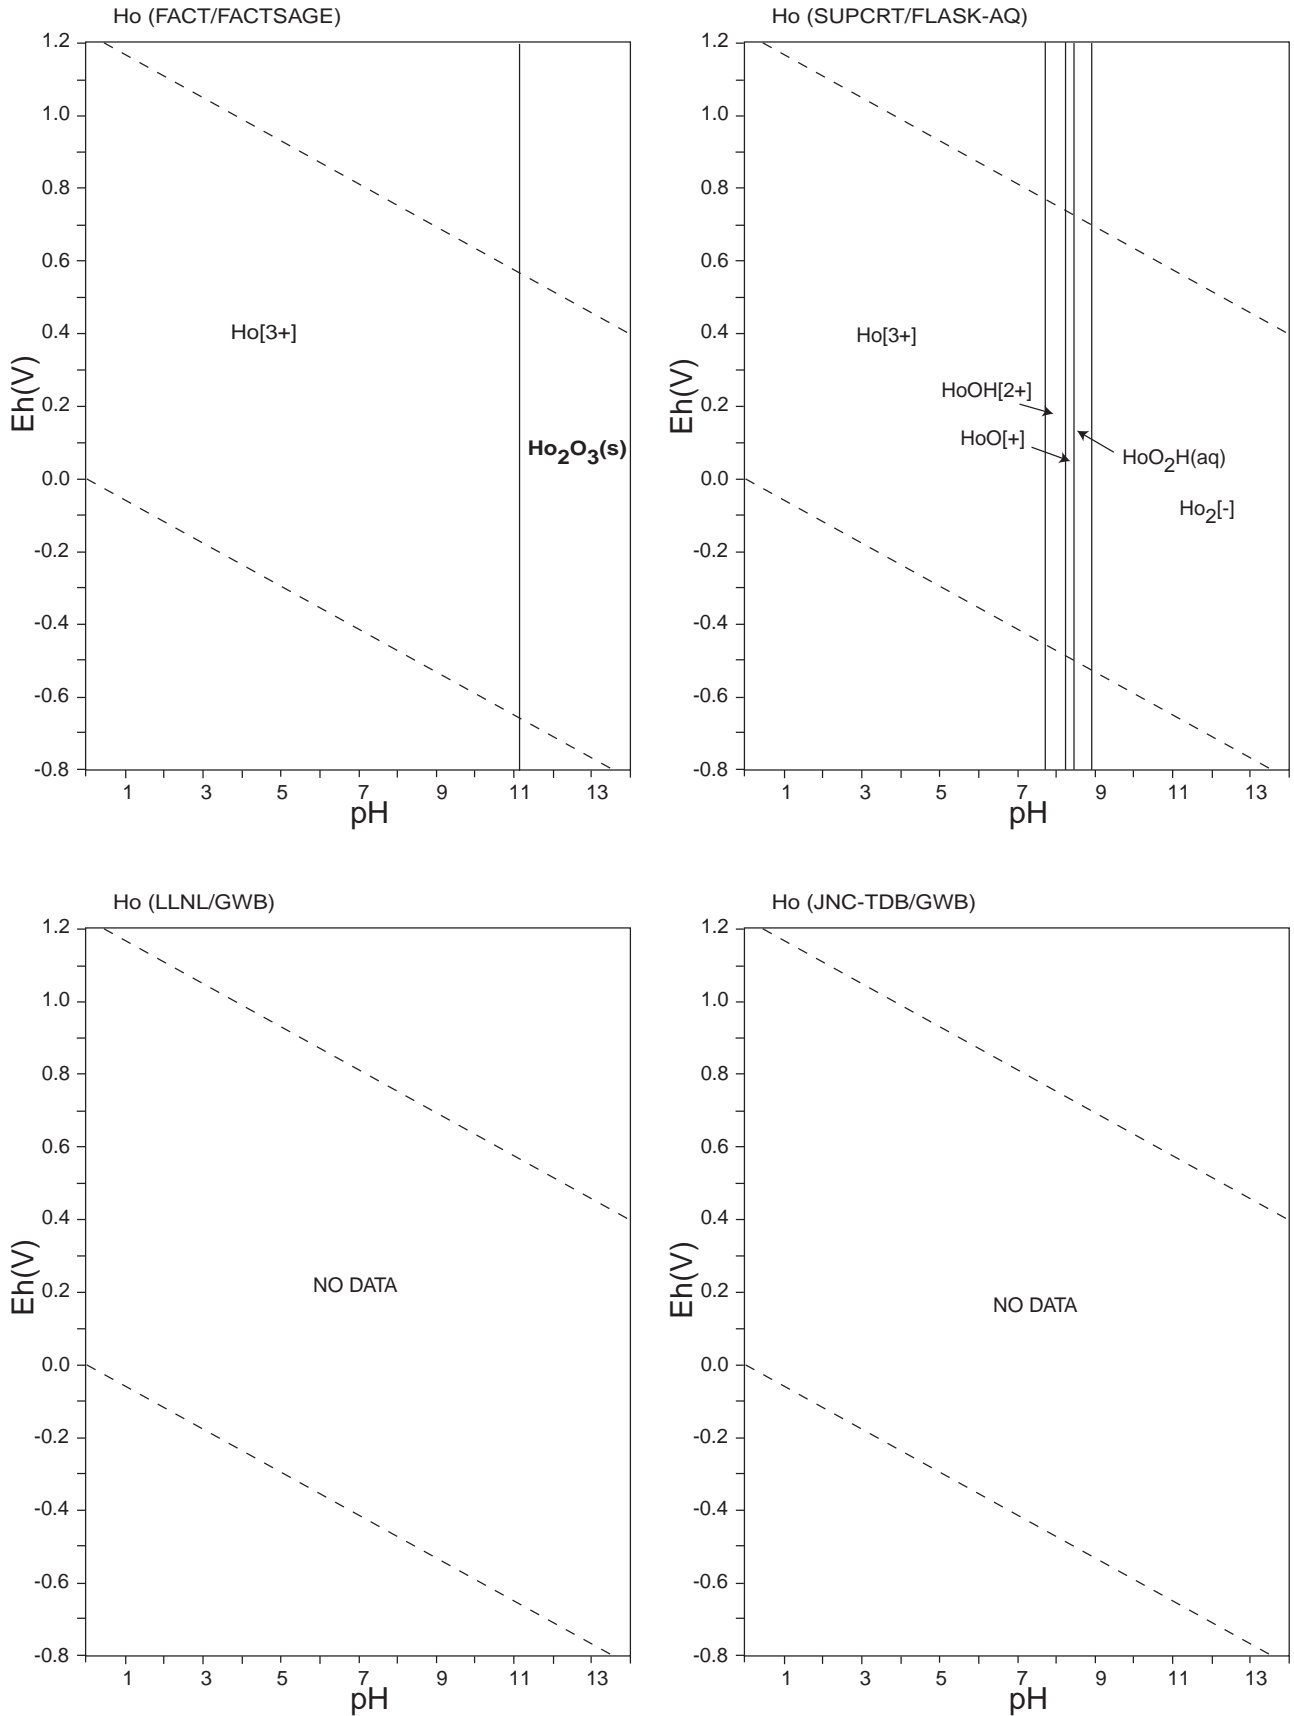 Ho (FACT/FACTSAGE)
1.2
1.0
0.8
0.6
0.4
0.2
0.0
-0.2
-0.4
-0.6
-0.8
Eh(V)
Ho[3+]
Ho2O3(s)
1 3 5 7 9 11 13
pH
Ho (SUPCRT/FLASK-AQ)
1.2
1.0
0.8
0.6
0.4
0.2
0.0
-0.2
-0.4
-0.6
-0.8
Eh(V)
Ho[3+]
HoOH[2+]
HoO[+]
HoO2H(aq)
Ho2[-]
1 3 5 7 9 11 13
pH
Ho (LLNL/GWB)
1.2
1.0
0.8
0.6
0.4
0.2
0.0
-0.2
-0.4
-0.6
-0.8
Eh(V)
NO DATA
1 3 5 7 9 11 13
pH
Ho (JNC-TDB/GWB)
1.2
1.0
0.8
0.6
0.4
0.2
0.0
-0.2
-0.4
-0.6
-0.8
Eh(V)
NO DATA
1 3 5 7 9 11 13
pH